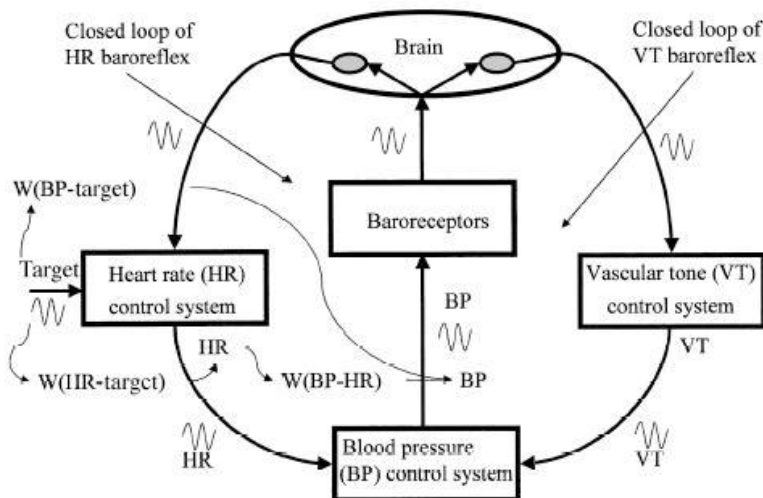 Closed loop of
HR baroreflex
Brain
Closed loop of
VT baroreflex
W(BP-target)
Baroreceptors
Target
Heart rate (HR)
control system
Vascular tone (VT)
control system
BP
HR
VT
W(HR-target)
W(BP-HR)
BP
HR
Blood pressure
(BP) control system
VT